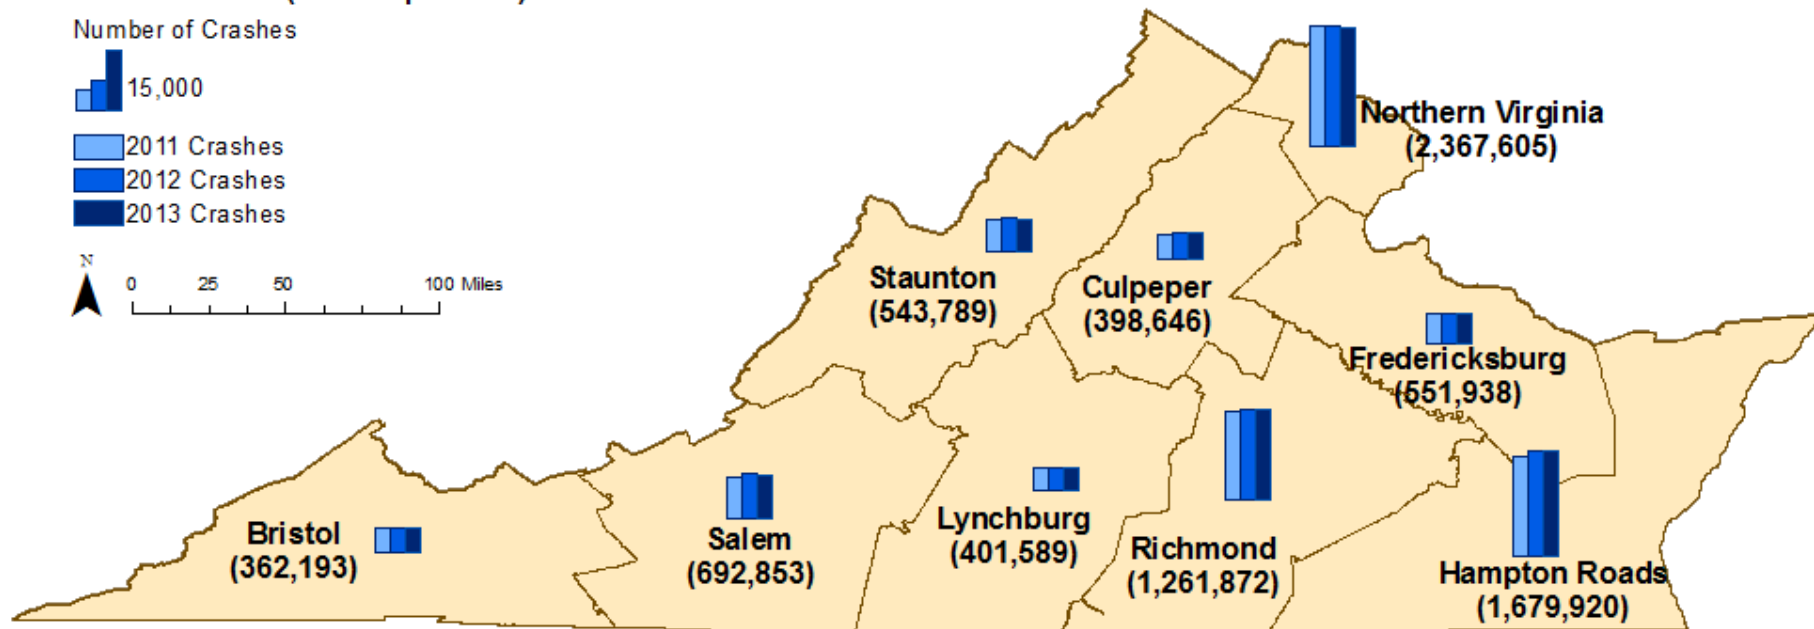 Number of Crashes
15,000
2011 Crashes
2012 Crashes
2013 Crashes
N
0 25 50 100 Miles
Northern Virginia
(2,367,605)
Staunton
(543,789)
Culpeper
(398,646)
Fredericksburg
(551,938)
Bristol
(362,193)
Salem
(692,853)
Lynchburg
(401,589)
Richmond
(1,261,872)
Hampton Roads
(1,679,920)